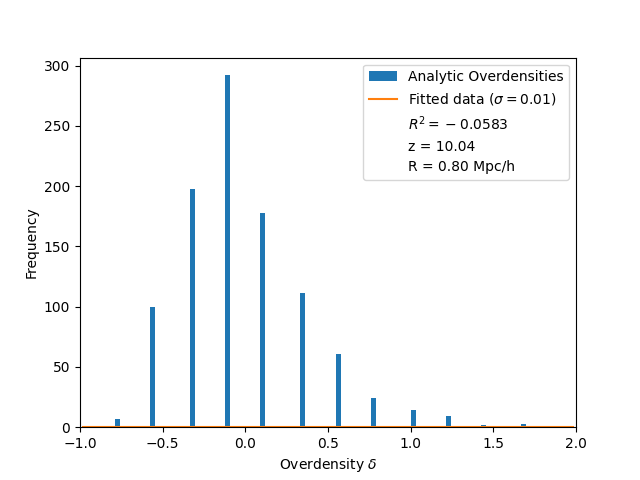 300
250
200
150
100
50
0
Frequency
−1.0 −0.5 0.0 0.5 1.0 1.5 2.0
Overdensity δ
Analytic Overdensities
Fitted data (σ = 0.01)
R² = −0.0583
z = 10.04
R = 0.80 Mpc/h